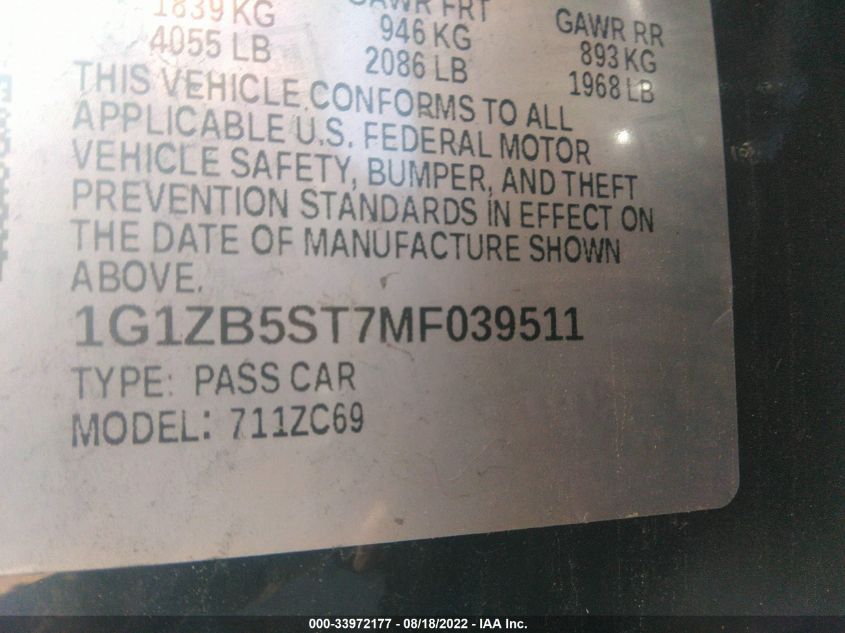 1839 KG
4055 LB
GAWR FRT
946 KG
2086 LB
GAWR RR
893 KG
1968 LB
THIS VEHICLE CONFORMS TO ALL
APPLICABLE U.S. FEDERAL MOTOR
VEHICLE SAFETY, BUMPER, AND THEFT
PREVENTION STANDARDS IN EFFECT ON
THE DATE OF MANUFACTURE SHOWN
ABOVE.
1G1ZB5ST7MF039511
TYPE: PASS CAR
MODEL: 711ZC69
000-33972177 - 08/18/2022 - IAA Inc.